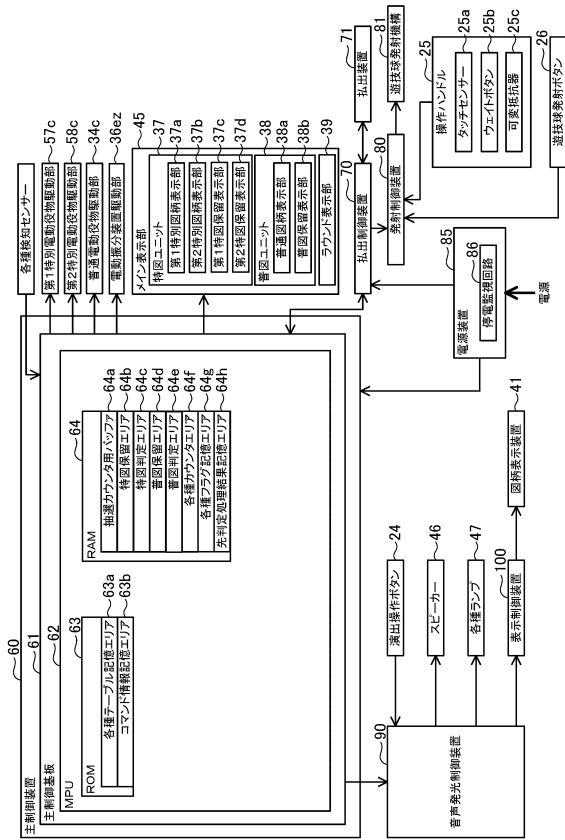 主制御装置
60
主制御基板
61
MPU
62
ROM
63
各種テーブル記憶エリア
63a
コマンド情報記憶エリア
63b
RAM
64
抽選カウンタ用バッファ
64a
特図保留エリア
64b
特図判定エリア
64c
普図保留エリア
64d
普図判定エリア
64e
各種カウンタエリア
64f
各種フラグ記憶エリア
64g
先判定処理結果記憶エリア
64h
各種検知センサー
第1特別電動役物駆動部
57c
第2特別電動役物駆動部
58c
普通電動役物駆動部
34c
電動振分装置駆動部
36ez
メイン表示部
45
特図ユニット
37
第1特別図柄表示部
37a
第2特別図柄表示部
37b
第1特図保留表示部
37c
第2特図保留表示部
37d
普図ユニット
38
普通図柄表示部
38a
普図保留表示部
38b
ラウンド表示部
39
払出制御装置
70
払出装置
71
発射制御装置
80
遊技球発射機構
81
操作ハンドル
25
タッチセンサー
25a
ウェイトボタン
25b
可変抵抗器
25c
遊技球発射ボタン
26
電源装置
85
停電監視回路
86
電源
音声発光制御装置
90
演出操作ボタン
24
スピーカー
46
各種ランプ
47
表示制御装置
100
図柄表示装置
41